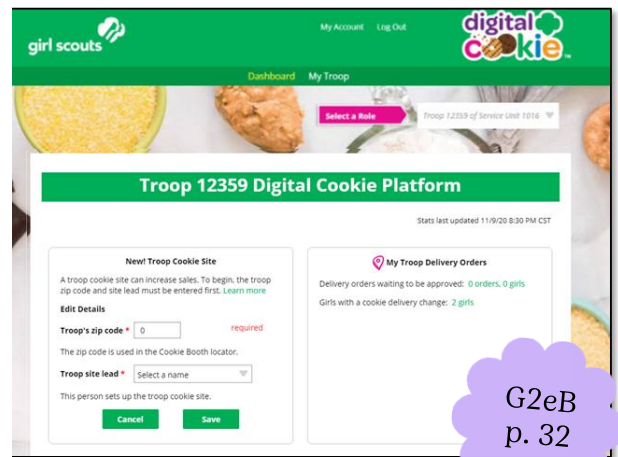 girl scouts
My Account Log Out
digital cookie™
Dashboard My Troop
Select a Role
Troop 12359 of Service Unit 1016
Troop 12359 Digital Cookie Platform
Stats last updated 11/9/20 8:30 PM CST
New! Troop Cookie Site
A troop cookie site can increase sales. To begin, the troop
zip code and site lead must be entered first. Learn more
Edit Details
Troop's zip code * 0 required
The zip code is used in the Cookie Booth locator.
Troop site lead * Select a name
This person sets up the troop cookie site.
Cancel Save
My Troop Delivery Orders
Delivery orders waiting to be approved: 0 orders, 0 girls
Girls with a cookie delivery change: 2 girls
G2eB
p. 32